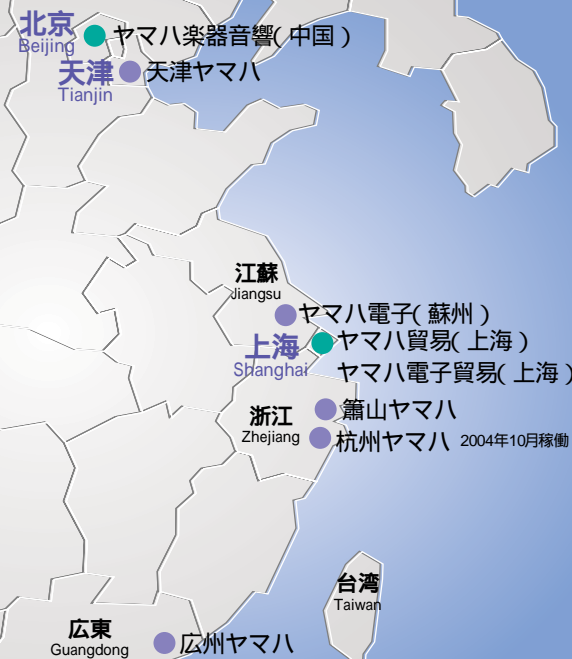 北京
Beijing
ヤマハ楽器音響(中国)
天津
Tianjin
天津ヤマハ
江蘇
Jiangsu
ヤマハ電子(蘇州)
上海
Shanghai
ヤマハ貿易(上海)
ヤマハ電子貿易(上海)
浙江
Zhejiang
簫山ヤマハ
杭州ヤマハ 2004年10月稼働
台湾
Taiwan
広東
Guangdong
広州ヤマハ